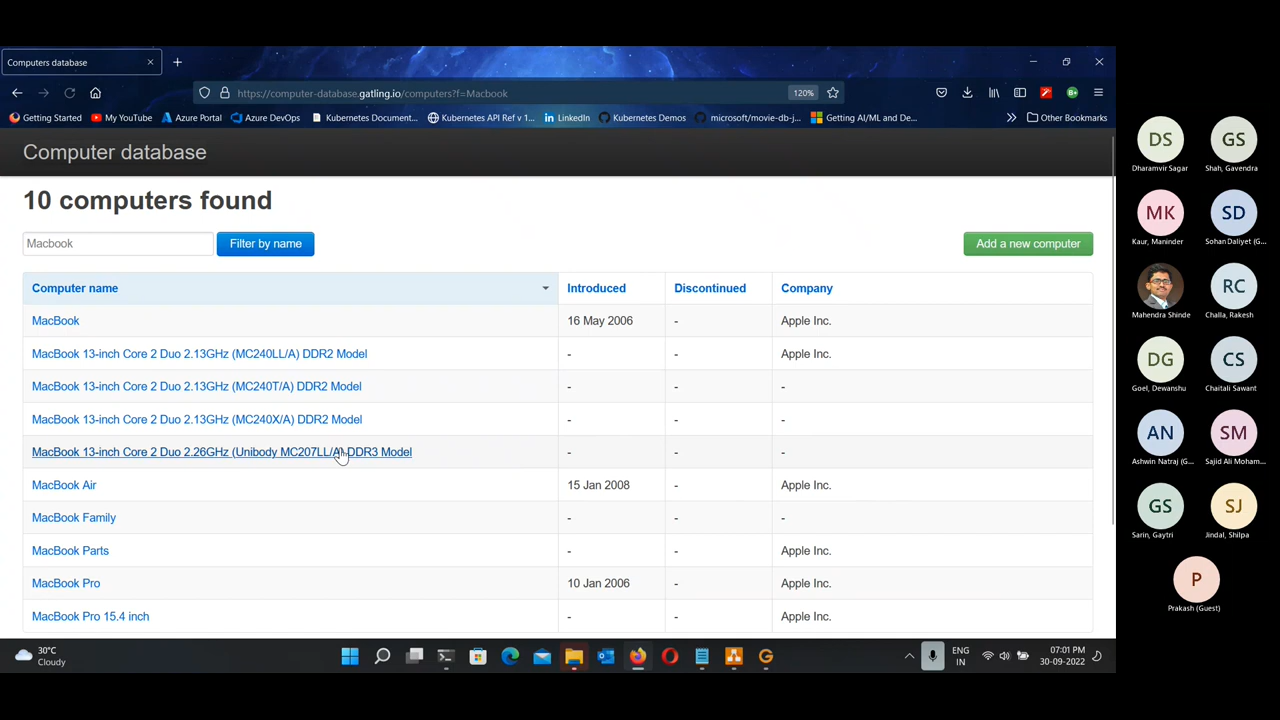 Computers database
https://computer-database.gatling.io/computers?f=Macbook
120%
Getting Started
My YouTube
Azure Portal
Azure DevOps
Kubernetes Document...
Kubernetes API Ref v 1...
LinkedIn
Kubernetes Demos
microsoft/movie-db-j...
Getting AI/ML and De...
Other Bookmarks
Computer database
10 computers found
Macbook
Filter by name
Add a new computer
Computer name Introduced Discontinued Company
MacBook 16 May 2006 - Apple Inc.
MacBook 13-inch Core 2 Duo 2.13GHz (MC240LL/A) DDR2 Model - - Apple Inc.
MacBook 13-inch Core 2 Duo 2.13GHz (MC240T/A) DDR2 Model - - -
MacBook 13-inch Core 2 Duo 2.13GHz (MC240X/A) DDR2 Model - - -
MacBook 13-inch Core 2 Duo 2.26GHz (Unibody MC207LL/A) DDR3 Model - - -
MacBook Air 15 Jan 2008 - Apple Inc.
MacBook Family - - -
MacBook Parts - - Apple Inc.
MacBook Pro 10 Jan 2006 - Apple Inc.
MacBook Pro 15.4 inch - - Apple Inc.
30°C
Cloudy
ENG
IN
07:01 PM
30-09-2022
DS
Dharamvir Sagar
GS
Shah, Gavendra
MK
Kaur, Maninder
SD
Sohan Daliyet (G...
Mahendra Shinde
RC
Challa, Rakesh
DG
Goel, Dewanshu
CS
Chaitali Sawant
AN
Ashwin Natraj (G...
SM
Sajid Ali Moham...
GS
Sarin, Gaytri
SJ
Jindal, Shilpa
P
Prakash (Guest)